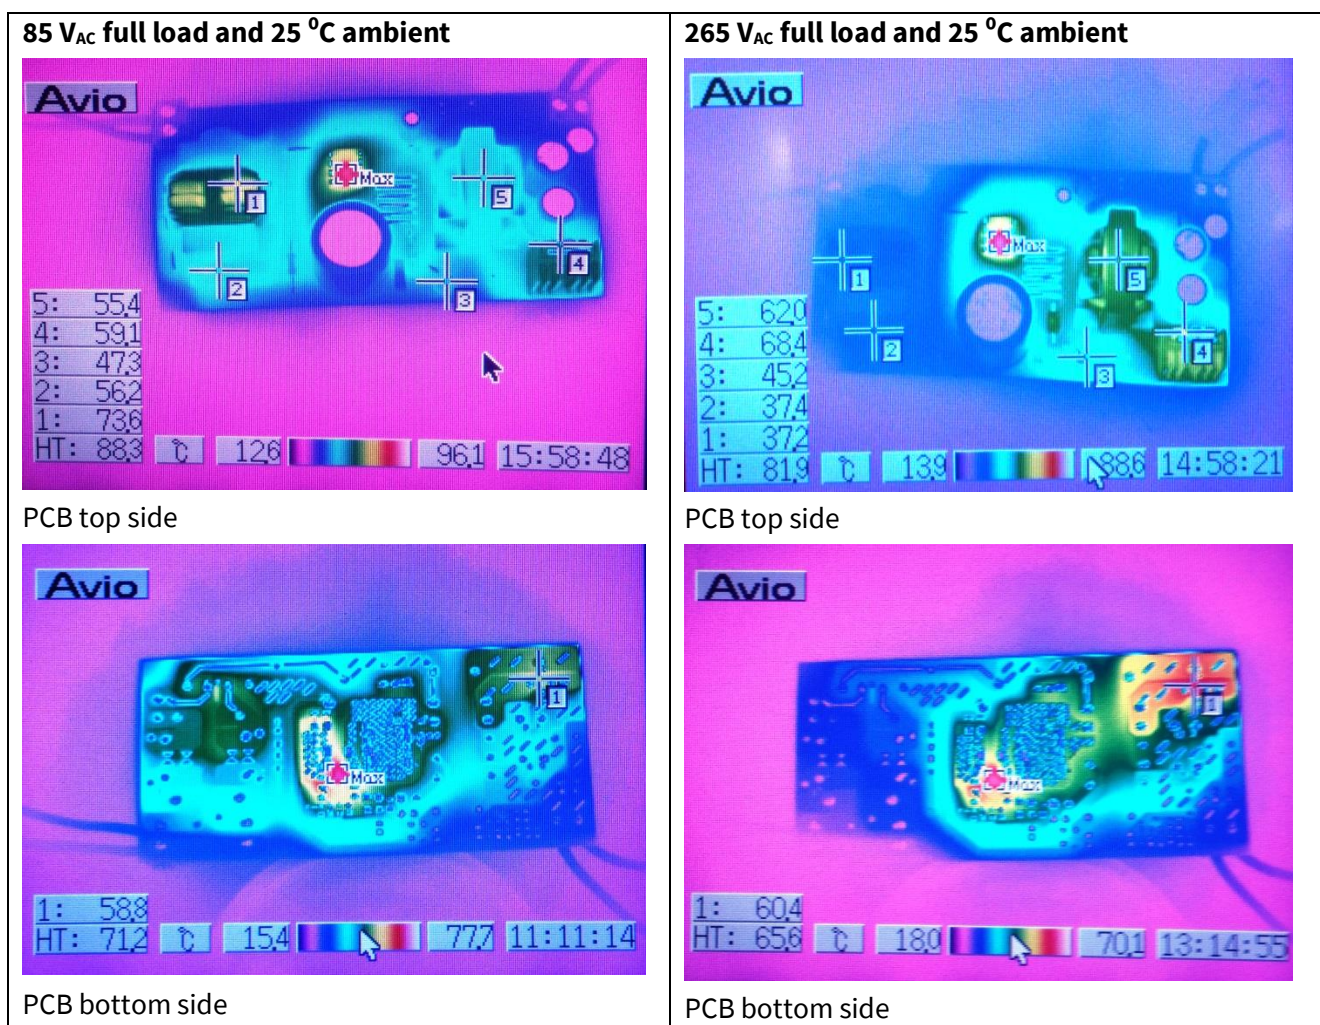 85 VAC full load and 25 ⁰C ambient
265 VAC full load and 25 ⁰C ambient
Avio
Max
1
5
4
2
3
5: 55.4
4: 59.1
3: 47.3
2: 56.2
1: 73.6
HT: 88.3 ℃ 12.6 96.1 15:58:48
PCB top side
Avio
Max
1
5
4
2
3
5: 62.0
4: 68.4
3: 45.2
2: 37.4
1: 37.2
HT: 81.9 ℃ 13.9 88.6 14:58:21
PCB top side
Avio
1
Max
1: 58.8
HT: 71.2 ℃ 15.4 77.7 11:11:14
PCB bottom side
Avio
1
Max
1: 60.4
HT: 65.6 ℃ 18.0 70.1 13:14:55
PCB bottom side